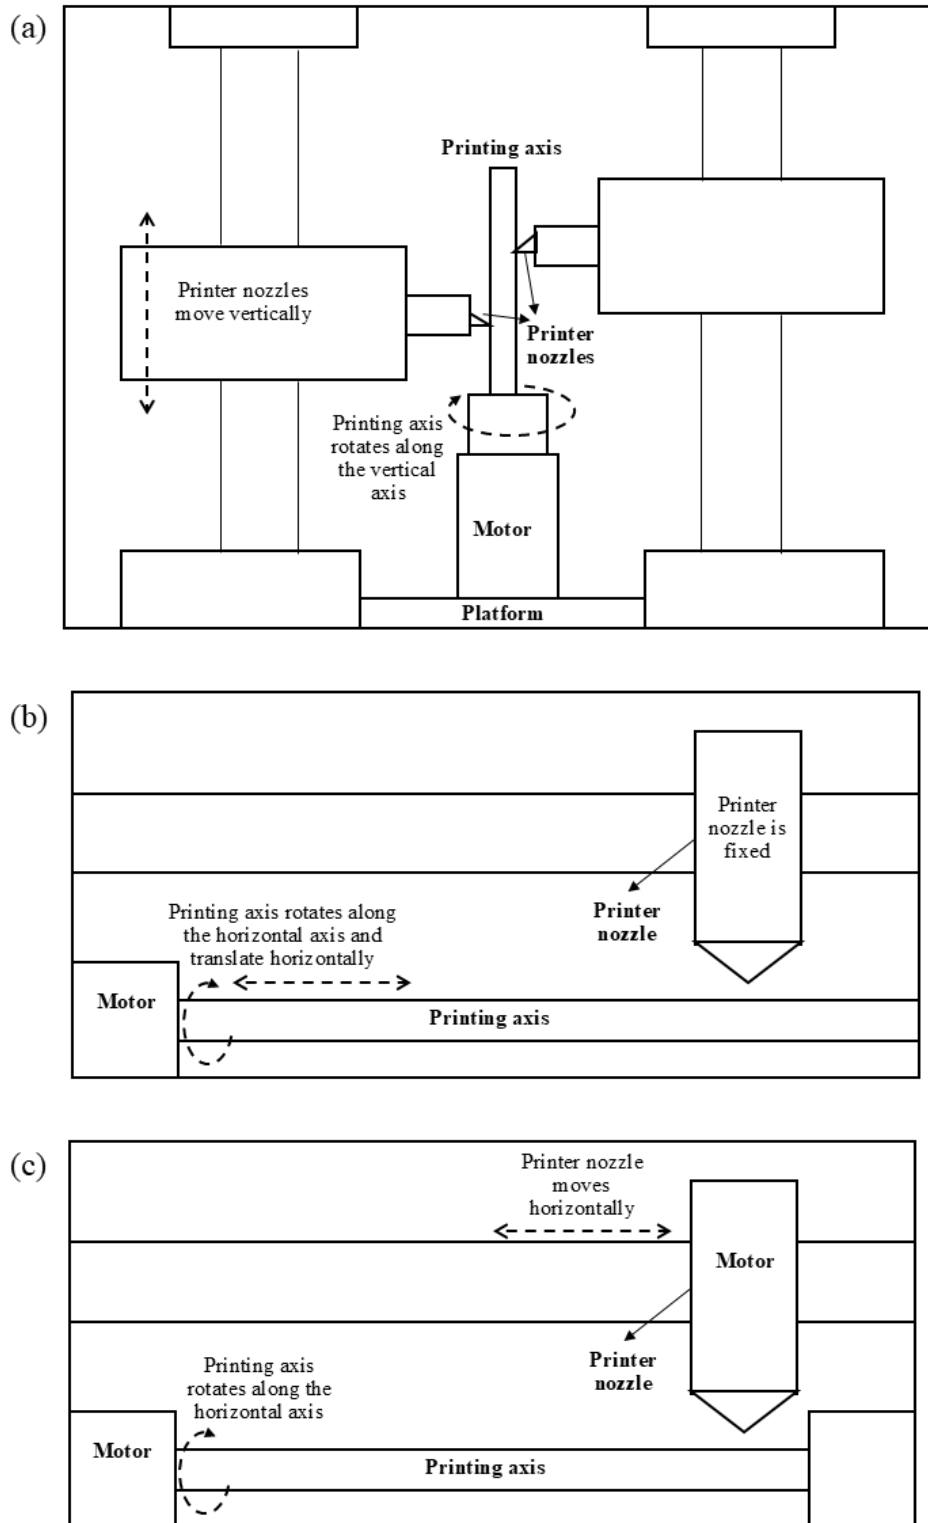 (a)
Printing axis
Printer nozzles
move vertically
Printer
nozzles
Printing axis
rotates along
the vertical
axis
Motor
Platform
(b)
Printer
nozzle is
fixed
Printing axis rotates along
the horizontal axis and
translate horizontally
Printer
nozzle
Motor
Printing axis
(c)
Printer nozzle
moves
horizontally
Motor
Printer
nozzle
Printing axis
rotates along the
horizontal axis
Motor
Printing axis